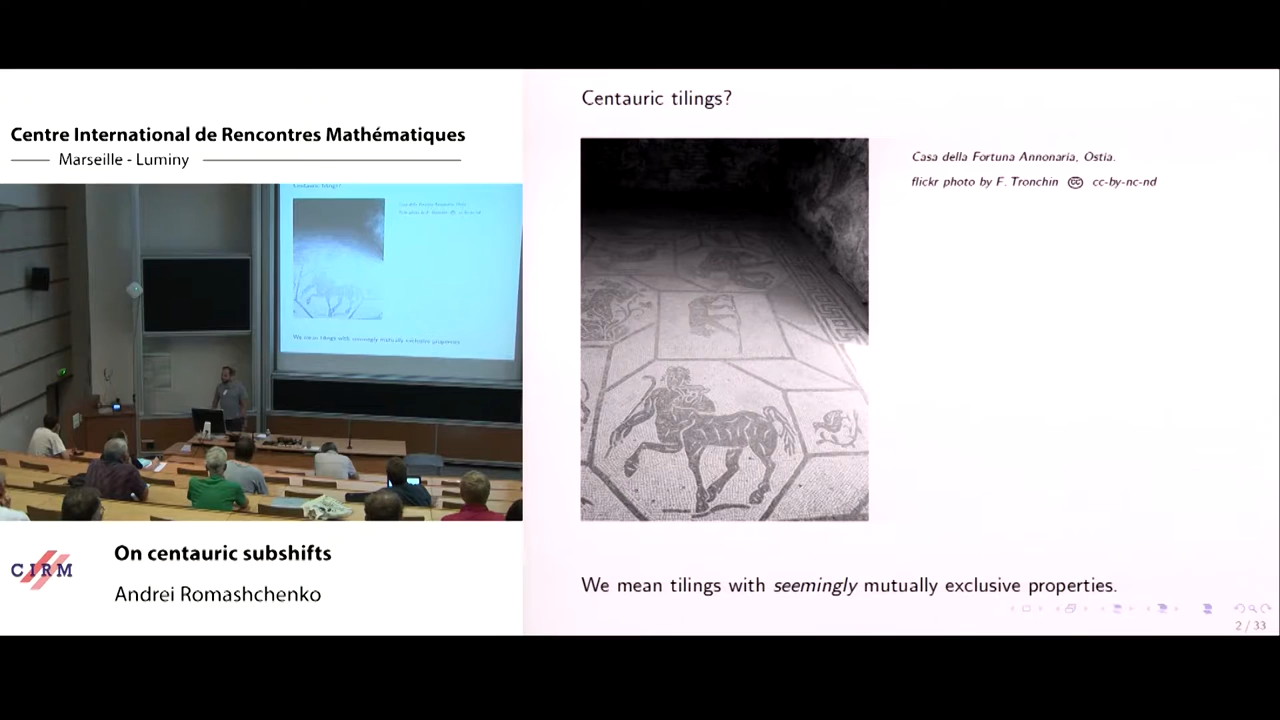 Centre International de Rencontres Mathématiques
Marseille - Luminy
On centauric subshifts
Andrei Romashchenko
CIRM
Centauric tilings?
Casa della Fortuna Annonaria, Ostia.
flickr photo by F. Tronchin cc cc-by-nc-nd
We mean tilings with seemingly mutually exclusive properties.
2 / 33